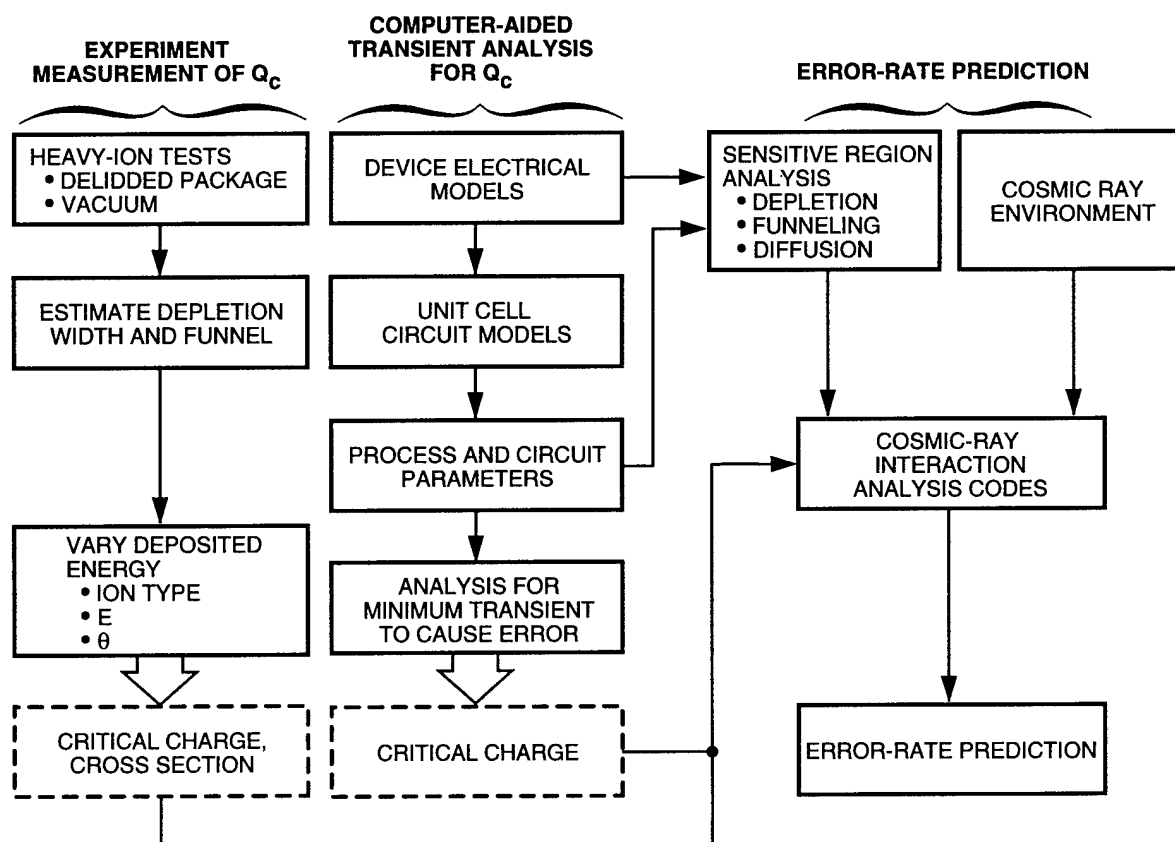 EXPERIMENT
MEASUREMENT OF Qc
COMPUTER-AIDED
TRANSIENT ANALYSIS
FOR Qc
ERROR-RATE PREDICTION
HEAVY-ION TESTS
• DELIDDED PACKAGE
• VACUUM
ESTIMATE DEPLETION
WIDTH AND FUNNEL
VARY DEPOSITED
ENERGY
• ION TYPE
• E
• θ
CRITICAL CHARGE,
CROSS SECTION
DEVICE ELECTRICAL
MODELS
UNIT CELL
CIRCUIT MODELS
PROCESS AND CIRCUIT
PARAMETERS
ANALYSIS FOR
MINIMUM TRANSIENT
TO CAUSE ERROR
CRITICAL CHARGE
SENSITIVE REGION
ANALYSIS
• DEPLETION
• FUNNELING
• DIFFUSION
COSMIC RAY
ENVIRONMENT
COSMIC-RAY
INTERACTION
ANALYSIS CODES
ERROR-RATE PREDICTION